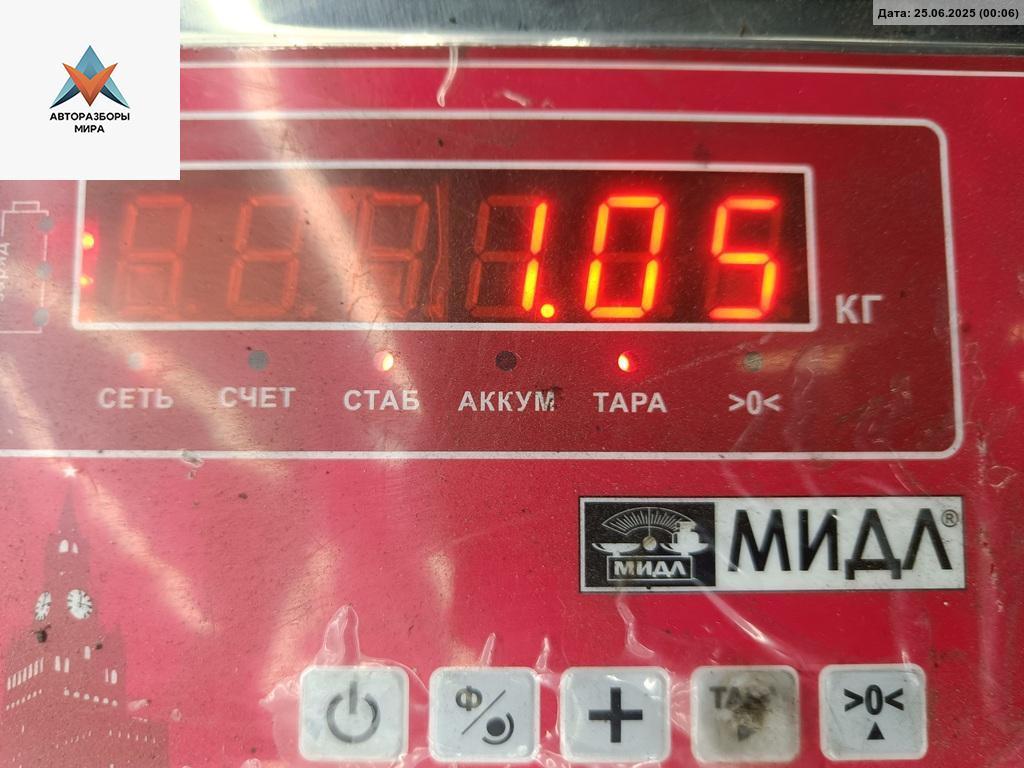 Дата: 25.06.2025 (00:06)
АВТОРАЗБОРЫ
МИРА
1.05
КГ
СЕТЬ СЧЕТ СТАБ АККУМ ТАРА >0<
МИДЛ МИДЛ®
Ф + >0<